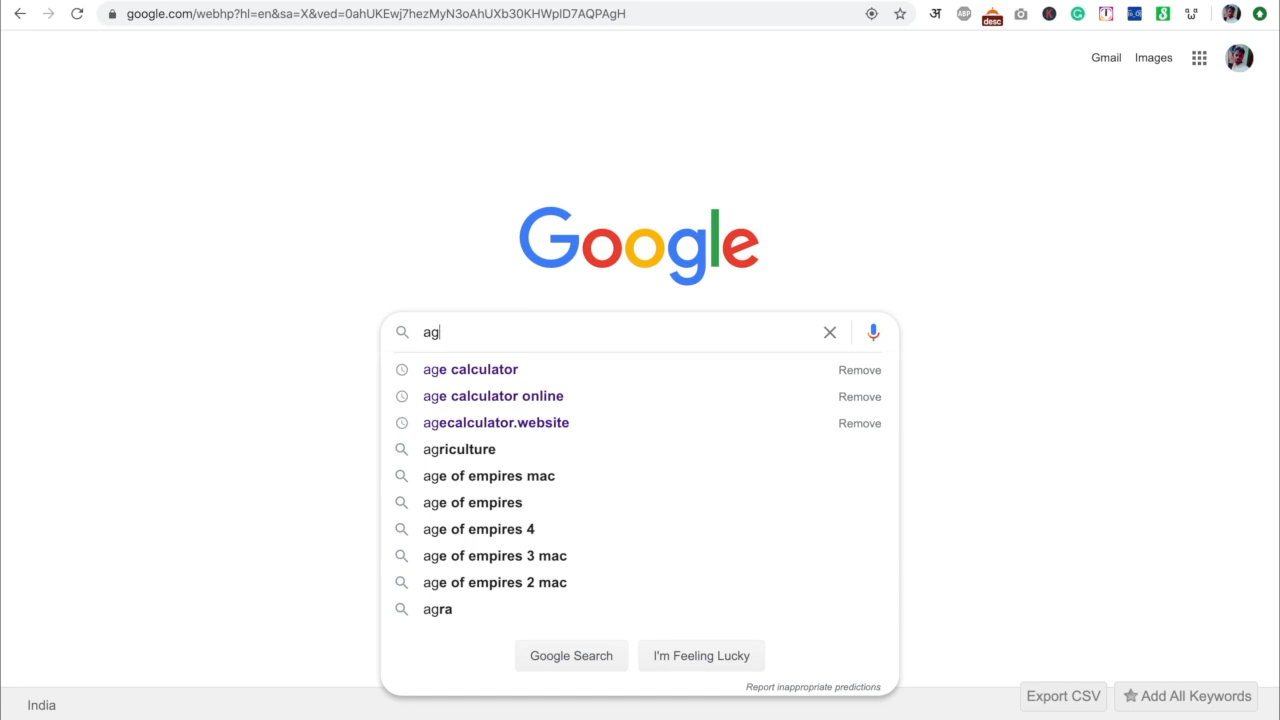 google.com/webhp?hl=en&sa=X&ved=0ahUKEwj7hezMyN3oAhUXb30KHWplD7AQPAgH
अ
ABP
desc
K
Gmail Images
Google
ag
age calculator Remove
age calculator online Remove
agecalculator.website Remove
agriculture
age of empires mac
age of empires
age of empires 4
age of empires 3 mac
age of empires 2 mac
agra
Google Search I'm Feeling Lucky
Report inappropriate predictions
India
Export CSV Add All Keywords